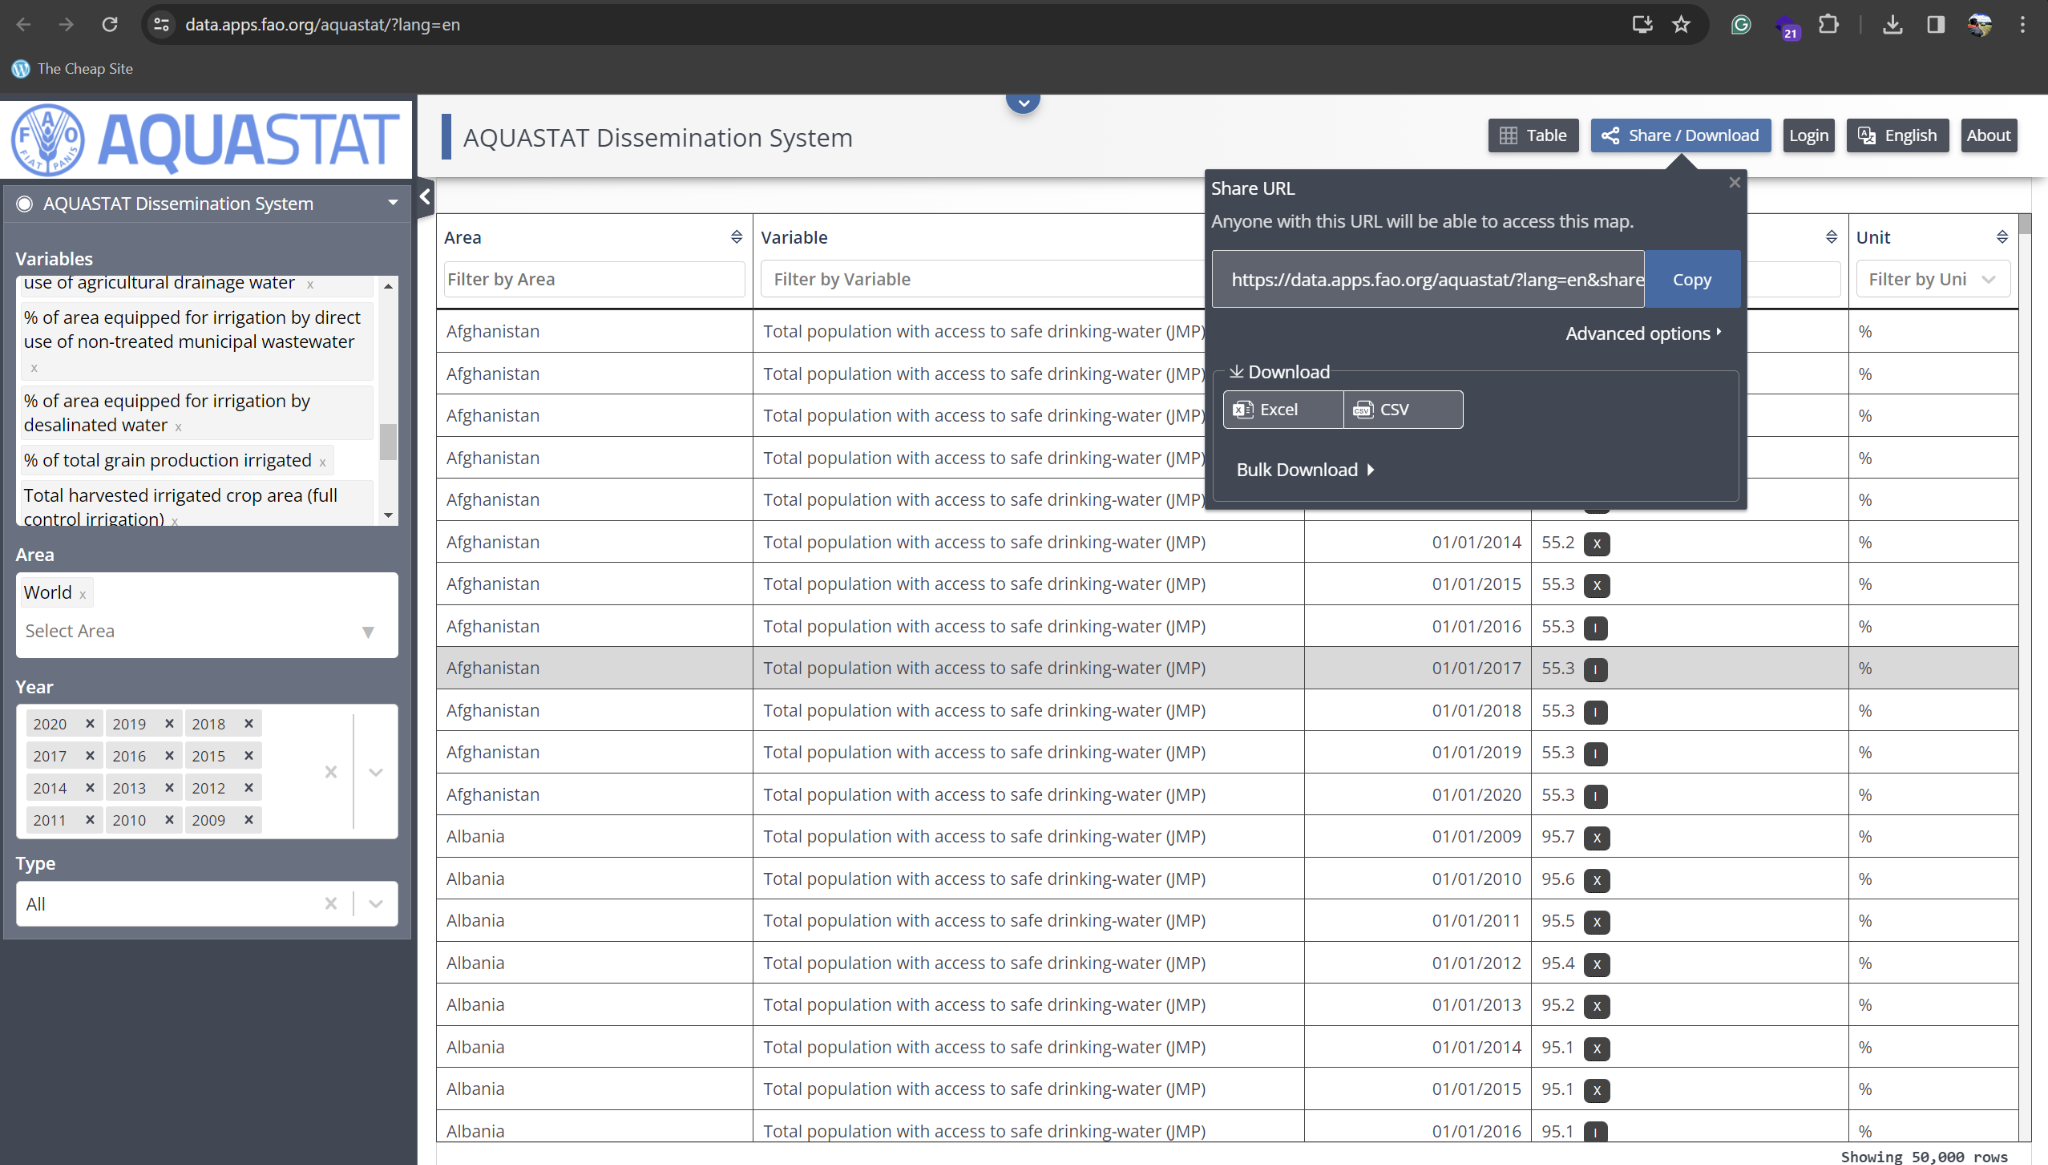 data.apps.fao.org/aquastat/?lang=en
21
The Cheap Site
FAO
FIAT PANIS
AQUASTAT
AQUASTAT Dissemination System
Table
Share / Download
Login
English
About
AQUASTAT Dissemination System
Variables
use of agricultural drainage water x
% of area equipped for irrigation by direct
use of non-treated municipal wastewater
x
% of area equipped for irrigation by
desalinated water x
% of total grain production irrigated x
Total harvested irrigated crop area (full
control irrigation) x
Area
World x
Select Area
Year
2020 × 2019 × 2018 ×
2017 × 2016 × 2015 ×
2014 × 2013 × 2012 ×
2011 × 2010 × 2009 ×
Type
All
Share URL
Anyone with this URL will be able to access this map.
https://data.apps.fao.org/aquastat/?lang=en&share
Copy
Advanced options
Download
Excel
CSV
Bulk Download
Area Variable Unit
Filter by Area Filter by Variable Filter by Uni
Afghanistan Total population with access to safe drinking-water (JMP) %
Afghanistan Total population with access to safe drinking-water (JMP) %
Afghanistan Total population with access to safe drinking-water (JMP) %
Afghanistan Total population with access to safe drinking-water (JMP) %
Afghanistan Total population with access to safe drinking-water (JMP) %
Afghanistan Total population with access to safe drinking-water (JMP) 01/01/2014 55.2 X %
Afghanistan Total population with access to safe drinking-water (JMP) 01/01/2015 55.3 X %
Afghanistan Total population with access to safe drinking-water (JMP) 01/01/2016 55.3 I %
Afghanistan Total population with access to safe drinking-water (JMP) 01/01/2017 55.3 I %
Afghanistan Total population with access to safe drinking-water (JMP) 01/01/2018 55.3 I %
Afghanistan Total population with access to safe drinking-water (JMP) 01/01/2019 55.3 I %
Afghanistan Total population with access to safe drinking-water (JMP) 01/01/2020 55.3 I %
Albania Total population with access to safe drinking-water (JMP) 01/01/2009 95.7 X %
Albania Total population with access to safe drinking-water (JMP) 01/01/2010 95.6 X %
Albania Total population with access to safe drinking-water (JMP) 01/01/2011 95.5 X %
Albania Total population with access to safe drinking-water (JMP) 01/01/2012 95.4 X %
Albania Total population with access to safe drinking-water (JMP) 01/01/2013 95.2 X %
Albania Total population with access to safe drinking-water (JMP) 01/01/2014 95.1 X %
Albania Total population with access to safe drinking-water (JMP) 01/01/2015 95.1 X %
Albania Total population with access to safe drinking-water (JMP) 01/01/2016 95.1 I %
Showing 50,000 rows